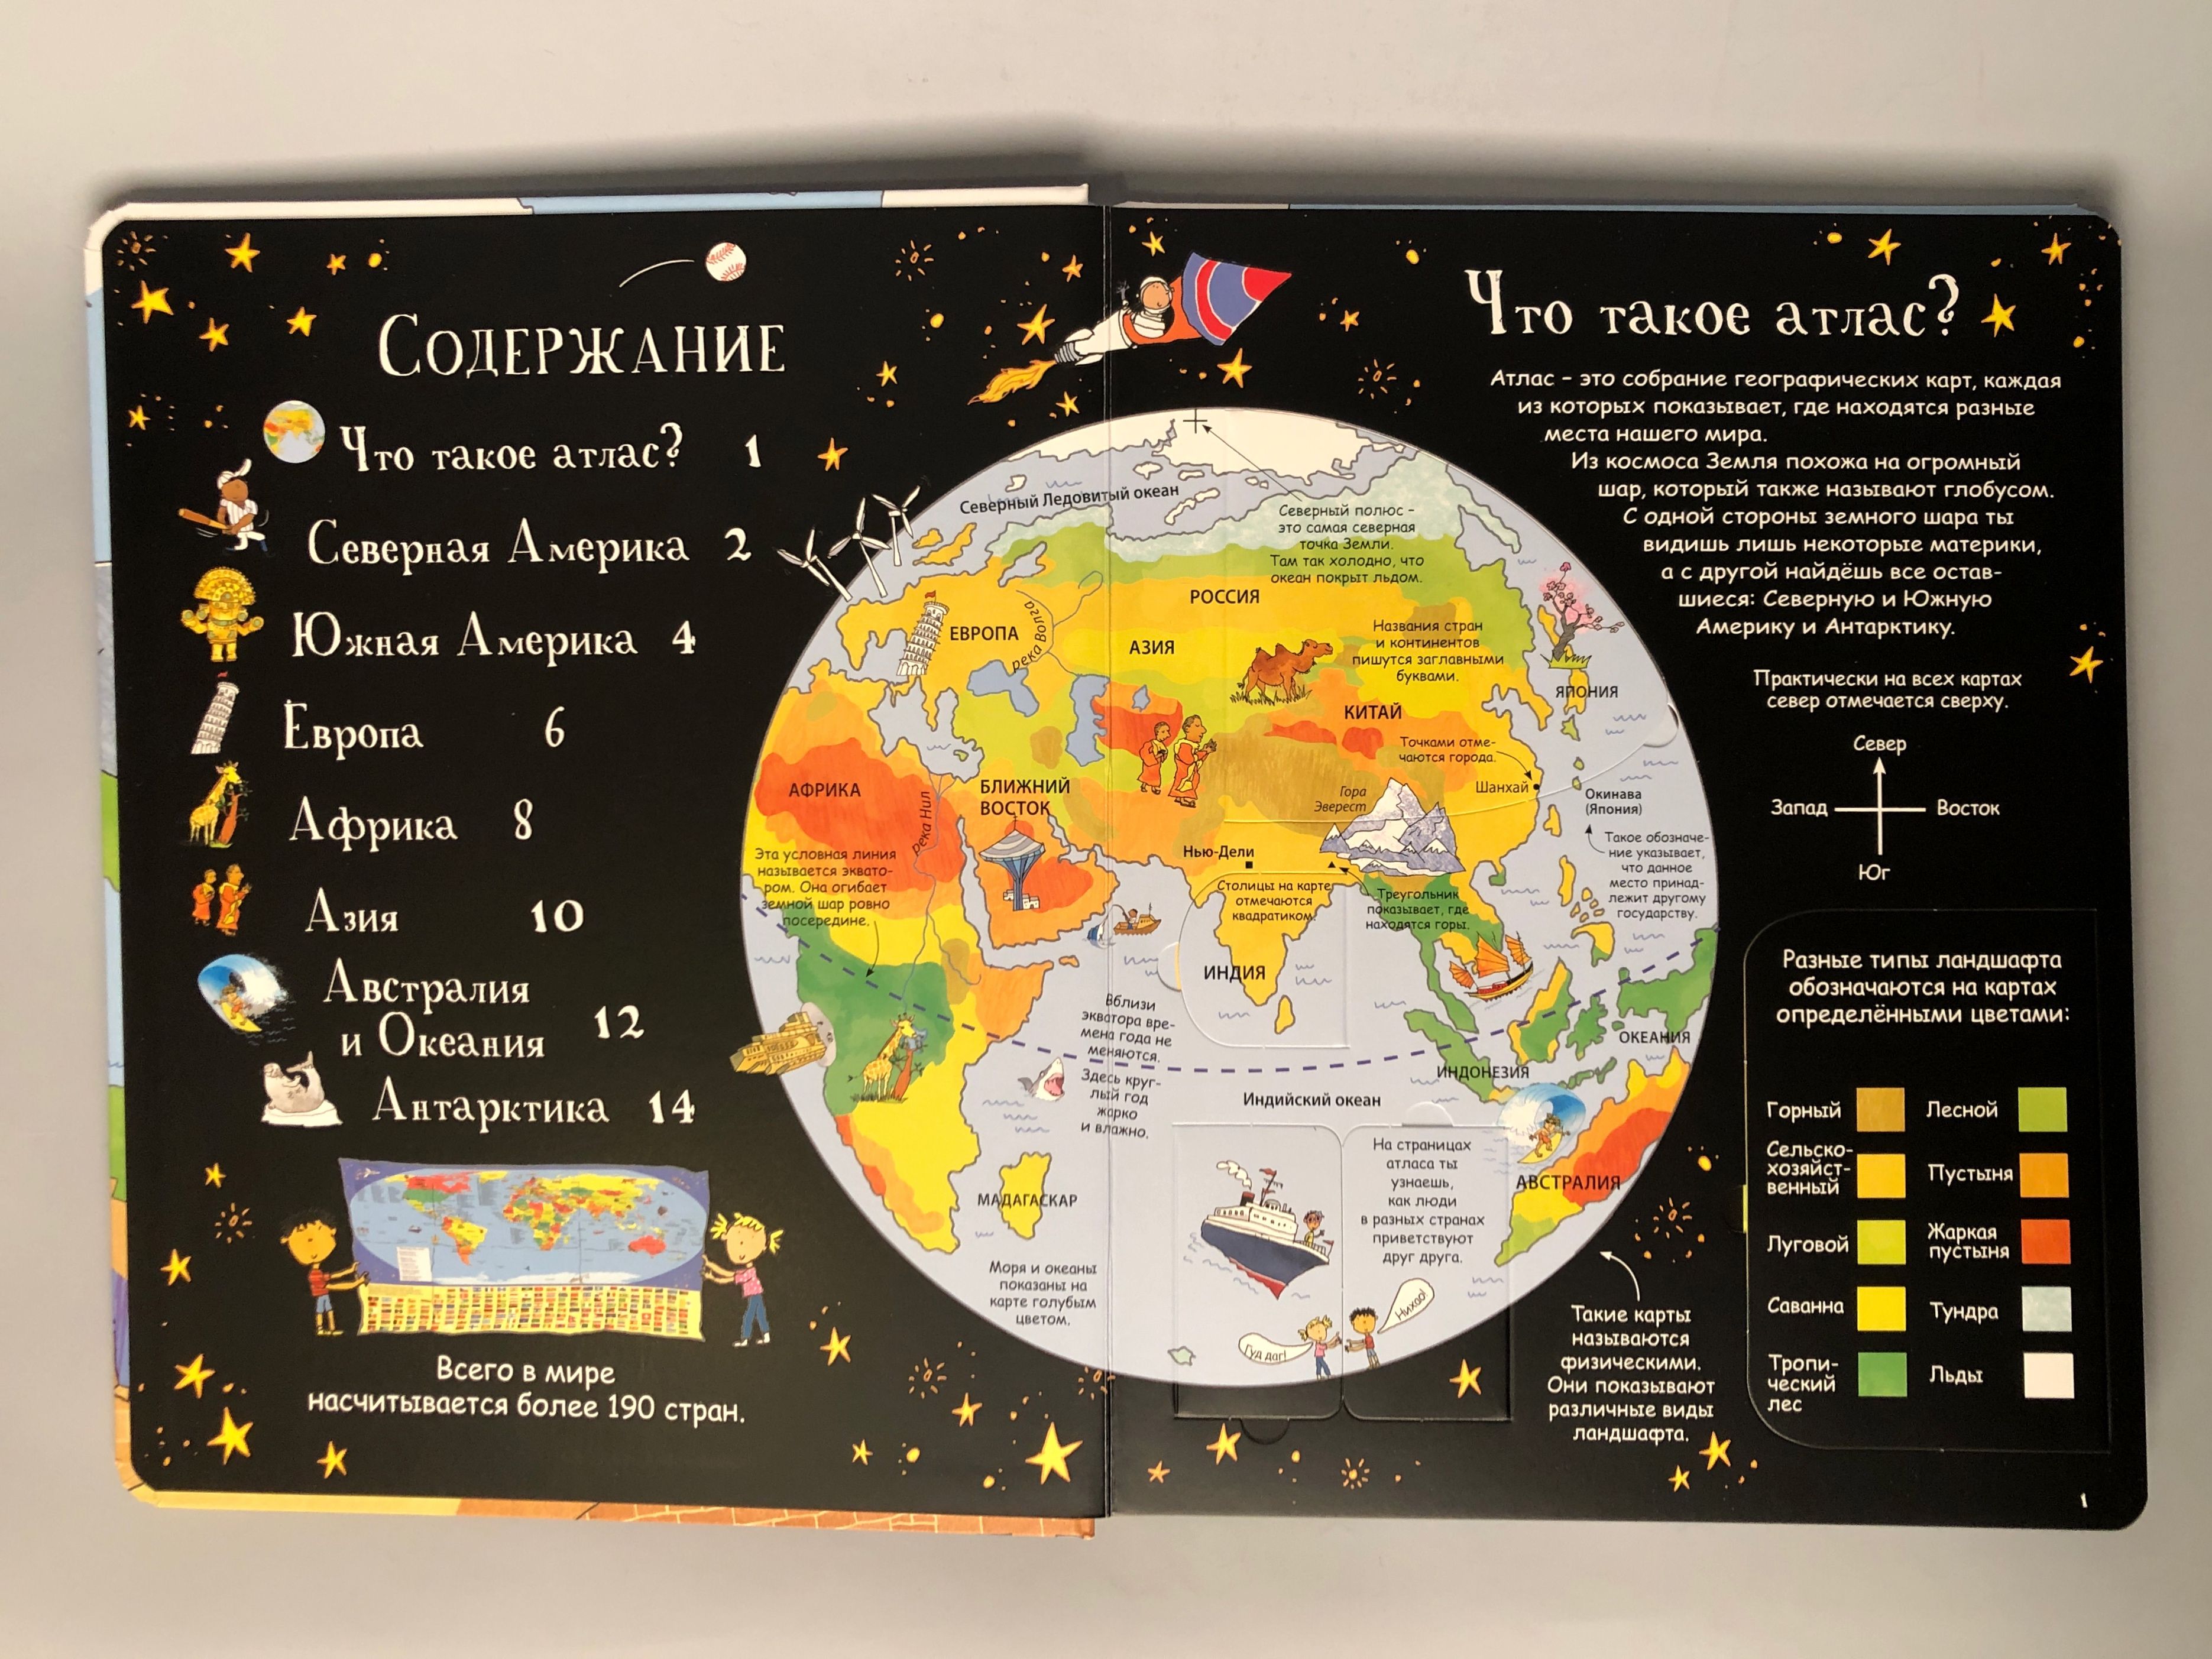 Содержание
Что такое атлас? 1
Северная Америка 2
Южная Америка 4
Европа 6
Африка 8
Азия 10
Австралия
и Океания 12
Антарктика 14
Всего в мире
насчитывается более 190 стран.
Что такое атлас?
Атлас – это собрание географических карт, каждая
из которых показывает, где находятся разные
места нашего мира.
Из космоса Земля похожа на огромный
шар, который также называют глобусом.
С одной стороны земного шара ты
видишь лишь некоторые материки,
а с другой найдёшь все остав-
шиеся: Северную и Южную
Америку и Антарктику.
Практически на всех картах
север отмечается сверху.
Север
Запад
Восток
Юг
Разные типы ландшафта
обозначаются на картах
определёнными цветами:
Горный
Лесной
Сельско-
хозяйст-
венный
Пустыня
Луговой
Жаркая
пустыня
Саванна
Тундра
Тропи-
ческий
лес
Льды
Такие карты
называются
физическими.
Они показывают
различные виды
ландшафта.
1
Северный Ледовитый океан
Северный полюс –
это самая северная
точка Земли.
Там так холодно, что
океан покрыт льдом.
РОССИЯ
ЕВРОПА
река Волга
АЗИЯ
Названия стран
и континентов
пишутся заглавными
буквами.
ЯПОНИЯ
КИТАЙ
Точками отме-
чаются города.
Шанхай
Окинава
(Япония)
Такое обозначе-
ние указывает,
что данное
место принад-
лежит другому
государству.
АФРИКА
река Нил
БЛИЖНИЙ
ВОСТОК
Гора
Эверест
Нью-Дели
Столицы на карте
отмечаются
квадратиком.
Треугольник
показывает, где
находятся горы.
Эта условная линия
называется эквато-
ром. Она огибает
земной шар ровно
посередине.
ИНДИЯ
Вблизи
экватора вре-
мена года не
меняются.
Здесь круг-
лый год
жарко
и влажно.
ОКЕАНИЯ
ИНДОНЕЗИЯ
Индийский океан
МАДАГАСКАР
АВСТРАЛИЯ
На страницах
атласа ты
узнаешь,
как люди
в разных странах
приветствуют
друг друга.
Моря и океаны
показаны на
карте голубым
цветом.
Гуд даг!
Нихао!